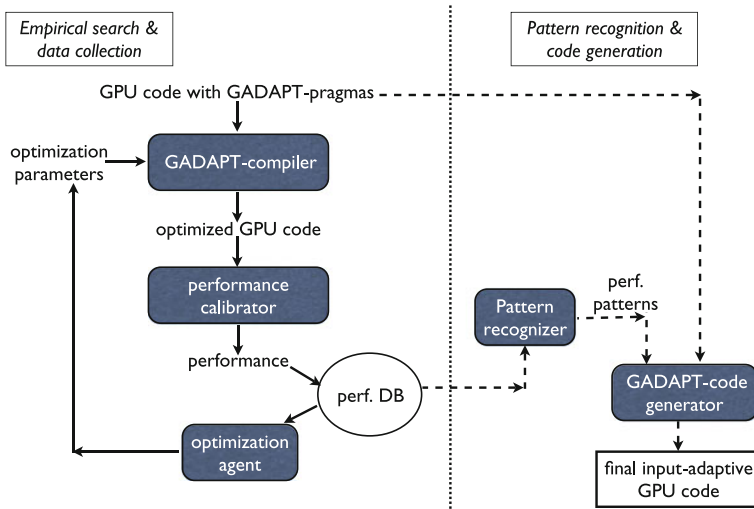 Empirical search &
data collection
Pattern recognition &
code generation
GPU code with GADAPT-pragmas
optimization
parameters
GADAPT-compiler
optimized GPU code
performance
calibrator
performance
perf. DB
optimization
agent
Pattern
recognizer
perf.
patterns
GADAPT-code
generator
final input-adaptive
GPU code